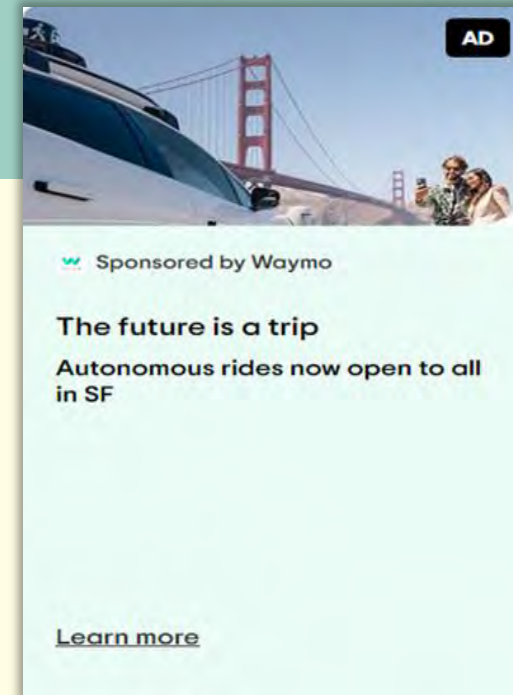 AD
Sponsored by Waymo
The future is a trip
Autonomous rides now open to all
in SF
Learn more